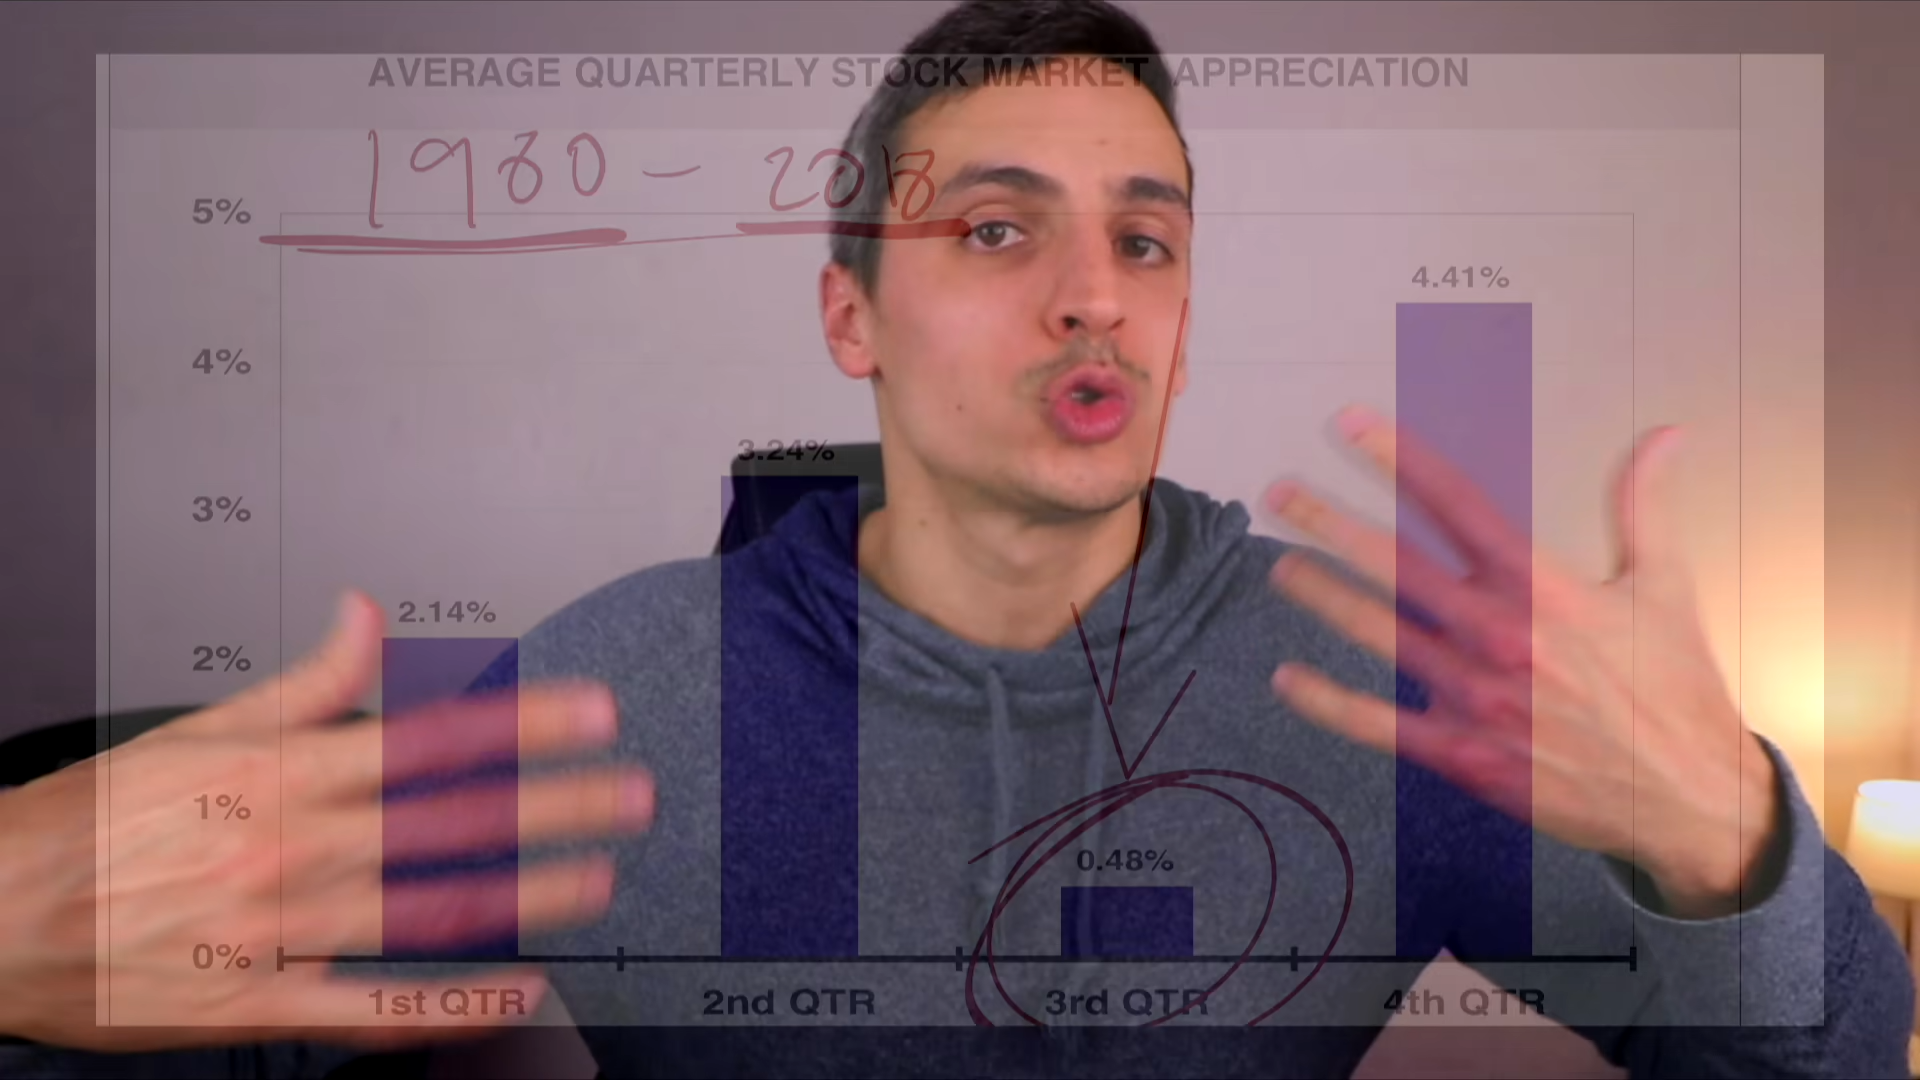 AVERAGE QUARTERLY STOCK MARKET APPRECIATION
1980 - 2018
5%
4%
3%
2%
1%
0%
2.14%
3.24%
0.48%
4.41%
1st QTR
2nd QTR
3rd QTR
4th QTR